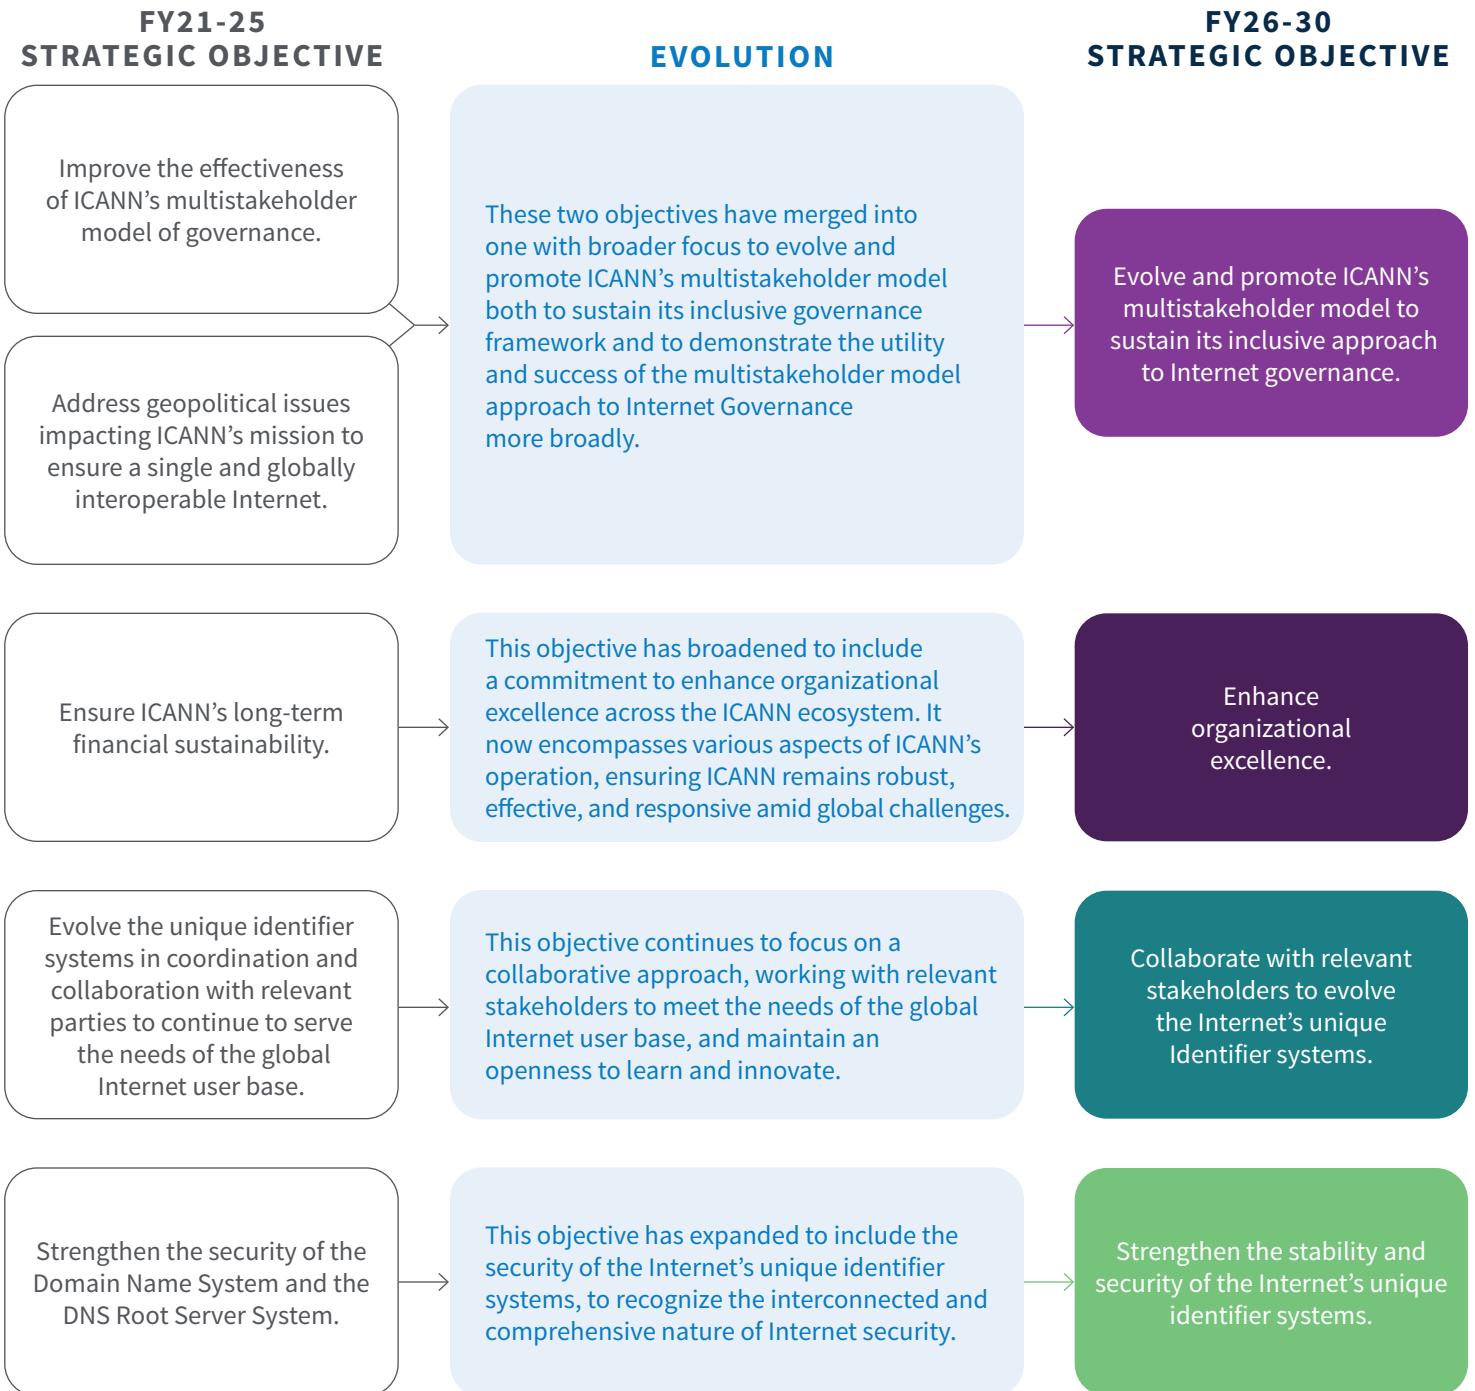 FY21-25
STRATEGIC OBJECTIVE
EVOLUTION
FY26-30
STRATEGIC OBJECTIVE
Improve the effectiveness
of ICANN’s multistakeholder
model of governance.
Address geopolitical issues
impacting ICANN’s mission to
ensure a single and globally
interoperable Internet.
These two objectives have merged into
one with broader focus to evolve and
promote ICANN’s multistakeholder model
both to sustain its inclusive governance
framework and to demonstrate the utility
and success of the multistakeholder model
approach to Internet Governance
more broadly.
Evolve and promote ICANN’s
multistakeholder model to
sustain its inclusive approach
to Internet governance.
Ensure ICANN’s long-term
financial sustainability.
This objective has broadened to include
a commitment to enhance organizational
excellence across the ICANN ecosystem. It
now encompasses various aspects of ICANN’s
operation, ensuring ICANN remains robust,
effective, and responsive amid global challenges.
Enhance
organizational
excellence.
Evolve the unique identifier
systems in coordination and
collaboration with relevant
parties to continue to serve
the needs of the global
Internet user base.
This objective continues to focus on a
collaborative approach, working with relevant
stakeholders to meet the needs of the global
Internet user base, and maintain an
openness to learn and innovate.
Collaborate with relevant
stakeholders to evolve
the Internet’s unique
Identifier systems.
Strengthen the security of the
Domain Name System and the
DNS Root Server System.
This objective has expanded to include the
security of the Internet’s unique identifier
systems, to recognize the interconnected and
comprehensive nature of Internet security.
Strengthen the stability and
security of the Internet’s unique
identifier systems.